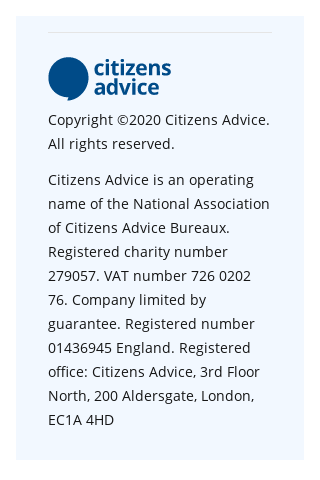 citizens
advice
Copyright ©2020 Citizens Advice.
All rights reserved.
Citizens Advice is an operating
name of the National Association
of Citizens Advice Bureaux.
Registered charity number
279057. VAT number 726 0202
76. Company limited by
guarantee. Registered number
01436945 England. Registered
office: Citizens Advice, 3rd Floor
North, 200 Aldersgate, London,
EC1A 4HD